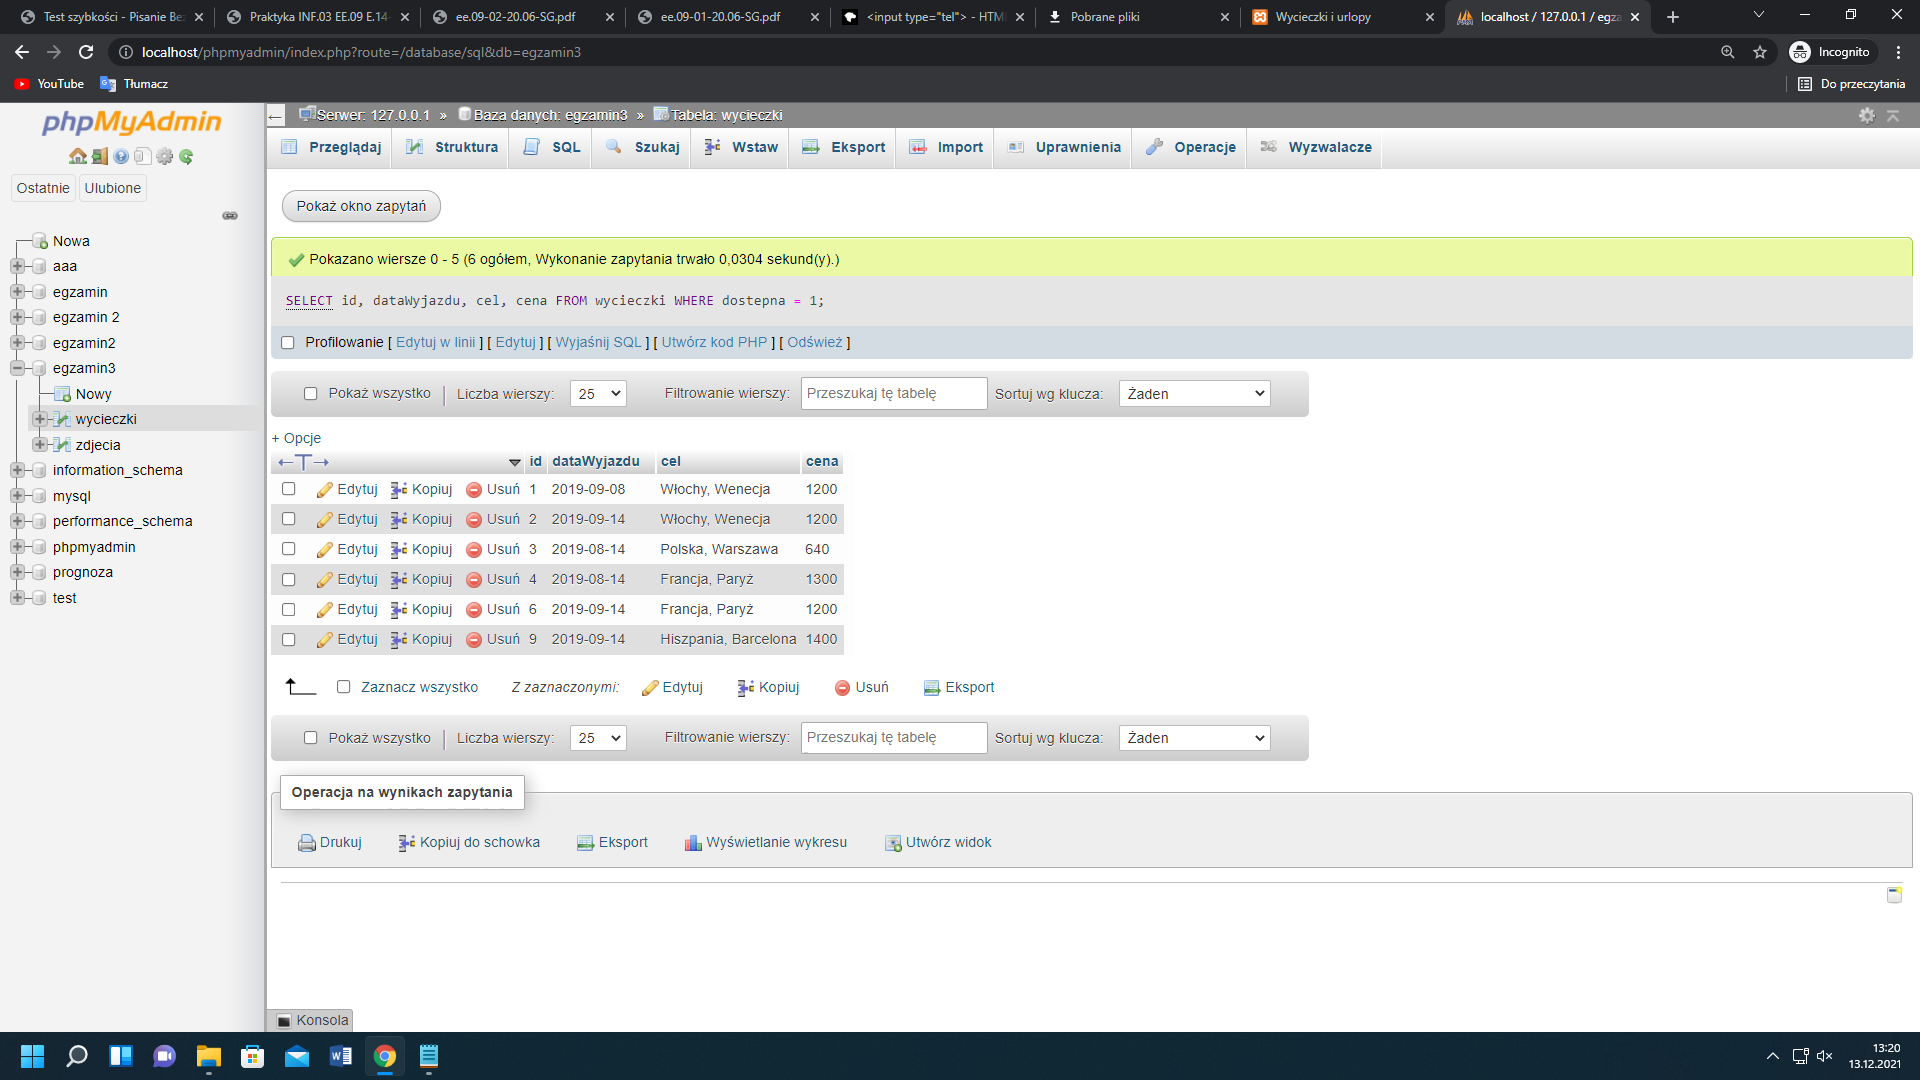 Test szybkości - Pisanie Be
Praktyka INF.03 EE.09 E.14-
ee.09-02-20.06-SG.pdf
ee.09-01-20.06-SG.pdf
<input type="tel"> - HTM
Pobrane pliki
Wycieczki i urlopy
localhost / 127.0.0.1 / egza
localhost/phpmyadmin/index.php?route=/database/sql&db=egzamin3
Incognito
YouTube
Tłumacz
Do przeczytania
phpMyAdmin
Ostatnie
Ulubione
Nowa
aaa
egzamin
egzamin 2
egzamin2
egzamin3
Nowy
wycieczki
zdjecia
information_schema
mysql
performance_schema
phpmyadmin
prognoza
test
Serwer: 127.0.0.1 » Baza danych: egzamin3 » Tabela: wycieczki
Przeglądaj Struktura SQL Szukaj Wstaw Eksport Import Uprawnienia Operacje Wyzwalacze
Pokaż okno zapytań
Pokazano wiersze 0 - 5 (6 ogółem, Wykonanie zapytania trwało 0,0304 sekund(y).)
SELECT id, dataWyjazdu, cel, cena FROM wycieczki WHERE dostepna = 1;
Profilowanie [ Edytuj w linii ] [ Edytuj ] [ Wyjaśnij SQL ] [ Utwórz kod PHP ] [ Odśwież ]
Pokaż wszystko | Liczba wierszy: 25 Filtrowanie wierszy: Przeszukaj tę tabelę Sortuj wg klucza: Żaden
+ Opcje
←T→ id dataWyjazdu cel cena
Edytuj Kopiuj Usuń 1 2019-09-08 Włochy, Wenecja 1200
Edytuj Kopiuj Usuń 2 2019-09-14 Włochy, Wenecja 1200
Edytuj Kopiuj Usuń 3 2019-08-14 Polska, Warszawa 640
Edytuj Kopiuj Usuń 4 2019-08-14 Francja, Paryż 1300
Edytuj Kopiuj Usuń 6 2019-09-14 Francja, Paryż 1200
Edytuj Kopiuj Usuń 9 2019-09-14 Hiszpania, Barcelona 1400
Zaznacz wszystko Z zaznaczonymi: Edytuj Kopiuj Usuń Eksport
Pokaż wszystko | Liczba wierszy: 25 Filtrowanie wierszy: Przeszukaj tę tabelę Sortuj wg klucza: Żaden
Operacja na wynikach zapytania
Drukuj Kopiuj do schowka Eksport Wyświetlanie wykresu Utwórz widok
Konsola
13:20
13.12.2021